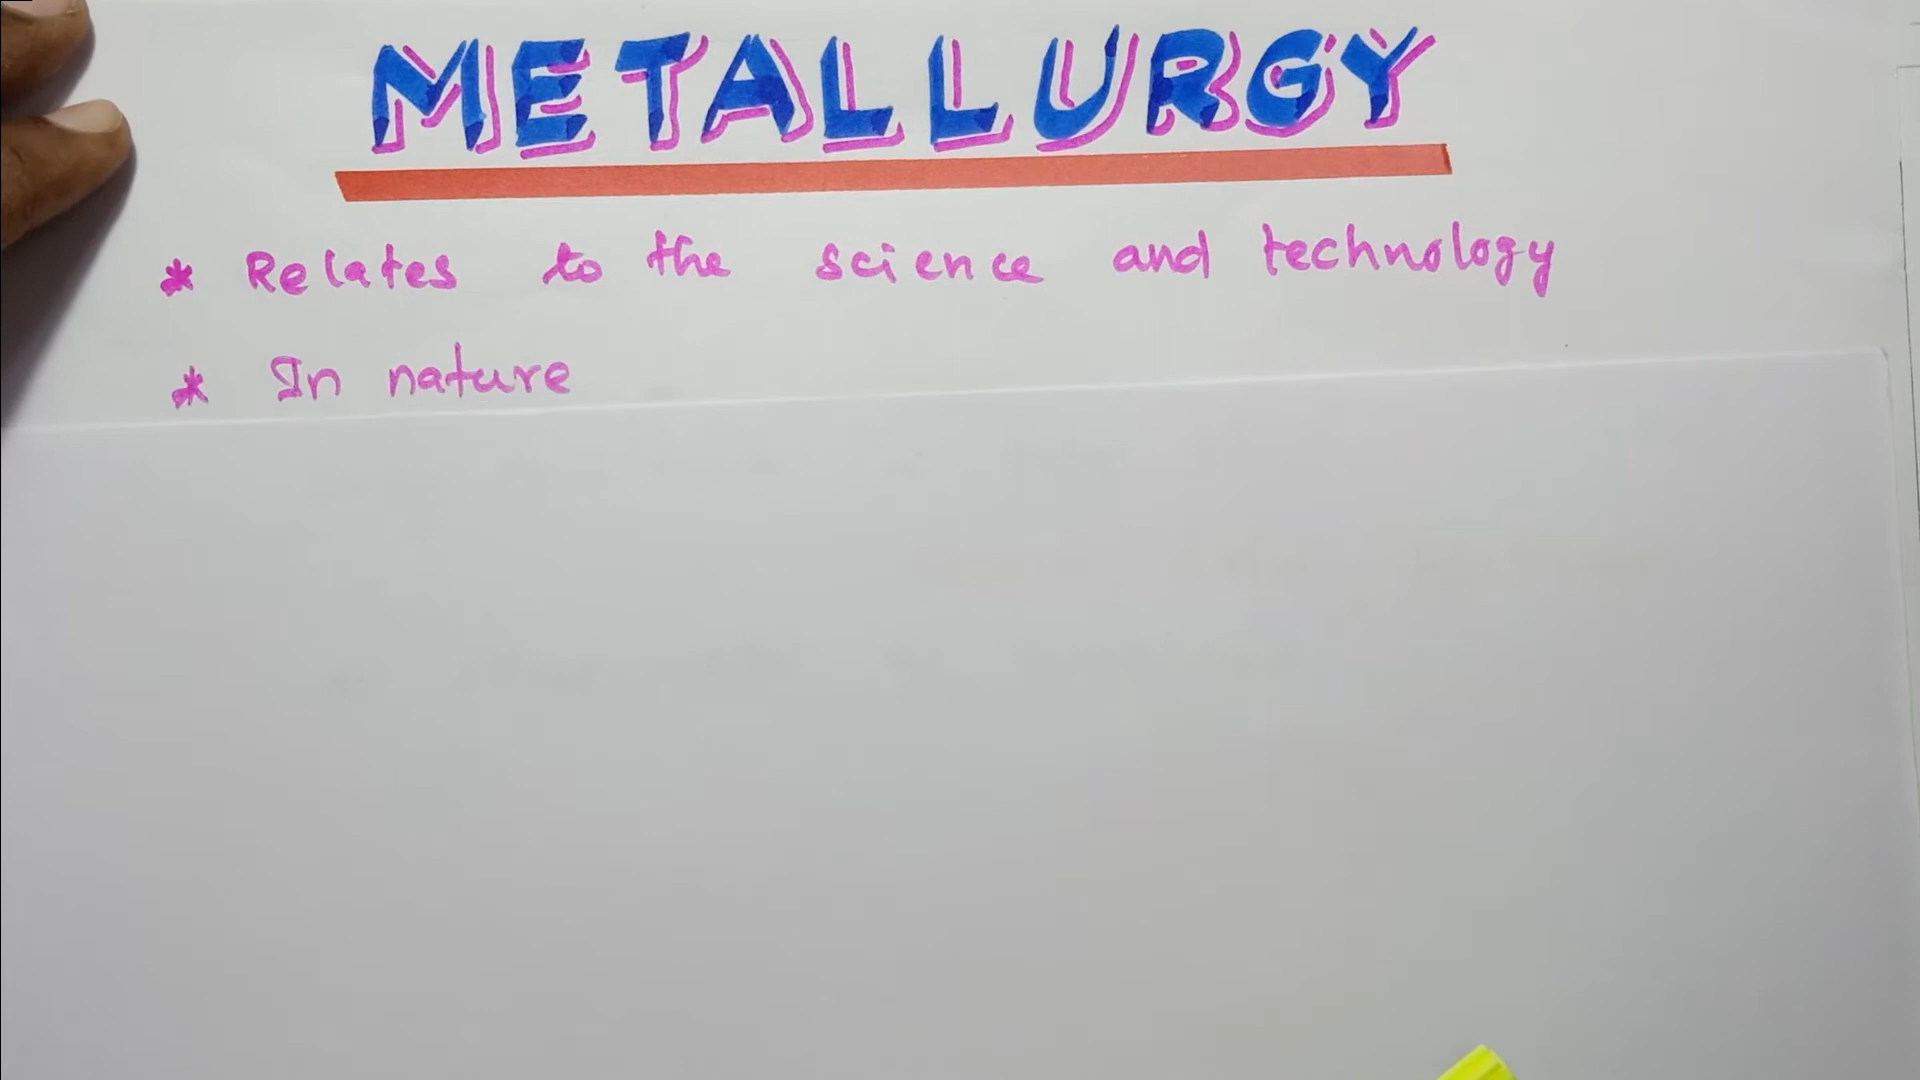 METALLURGY
* Relates to the science and technology
* In nature